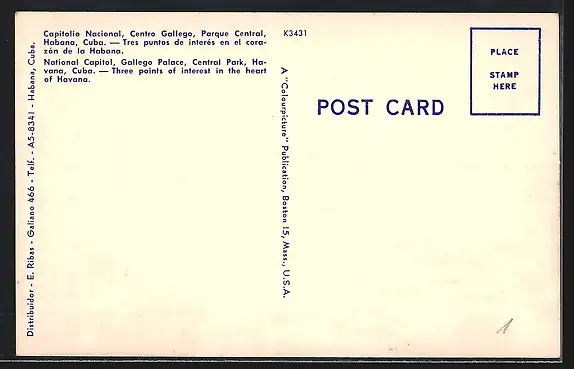 Capitolio Nacional, Centro Gallego, Parque Central,
Habana, Cuba. — Tres puntos de interés en el cora-
zón de la Habana.
National Capitol, Gallego Palace, Central Park, Ha-
vana, Cuba. — Three points of interest in the heart
of Havana.
K3431
Distribuidor - E. Ribas - Galiano 466 - Telf. - A5-8341 - Habana, Cuba.
A "Colourpicture" Publication, Boston 15, Mass., U.S.A.
POST CARD
PLACE
STAMP
HERE